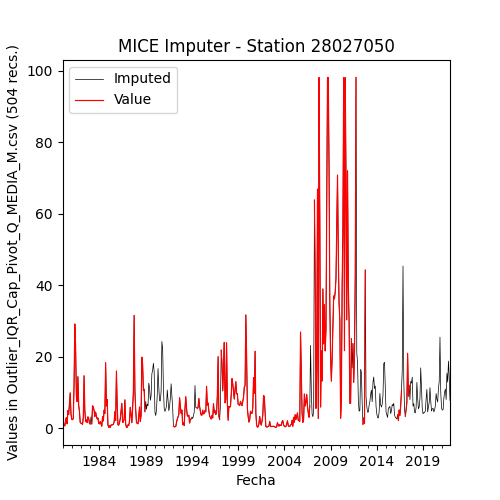 MICE Imputer - Station 28027050
Imputed
Value
Values in Outlier_IQR_Cap_Pivot_Q_MEDIA_M.csv (504 recs.)
100
80
60
40
20
0
1984 1989 1994 1999 2004 2009 2014 2019
Fecha